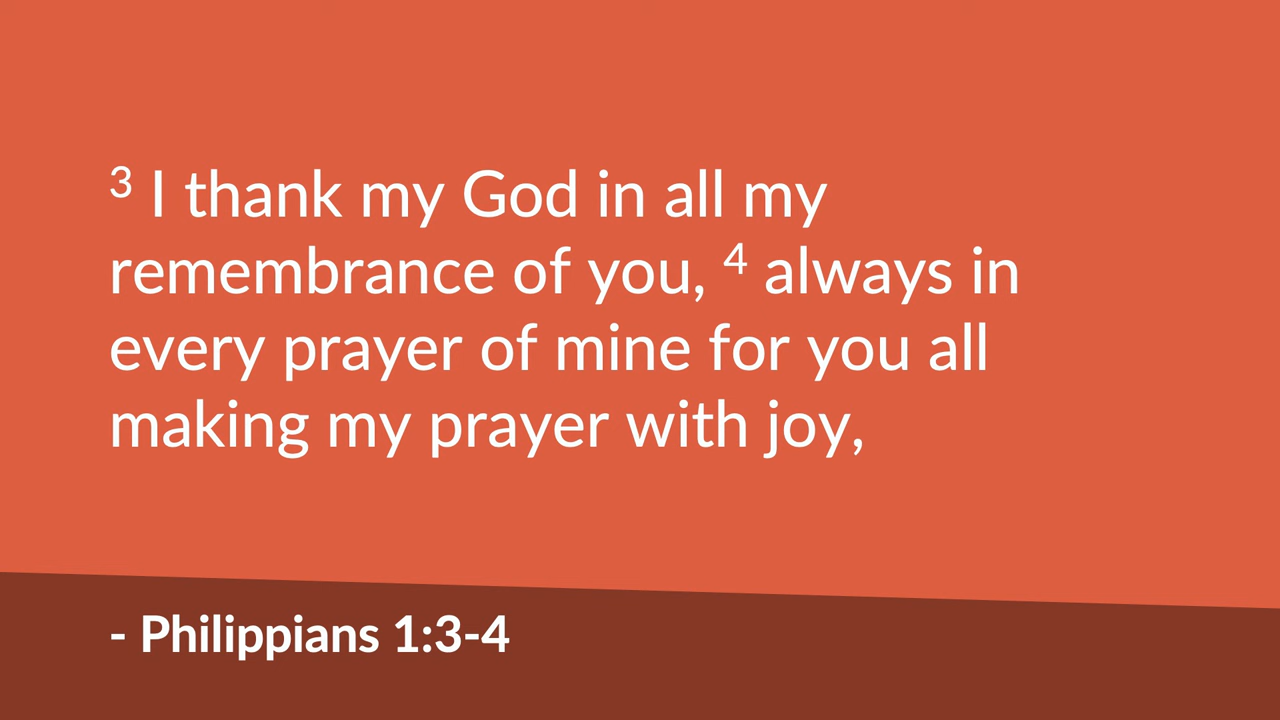 ³ I thank my God in all my
remembrance of you, ⁴ always in
every prayer of mine for you all
making my prayer with joy,
- Philippians 1:3-4